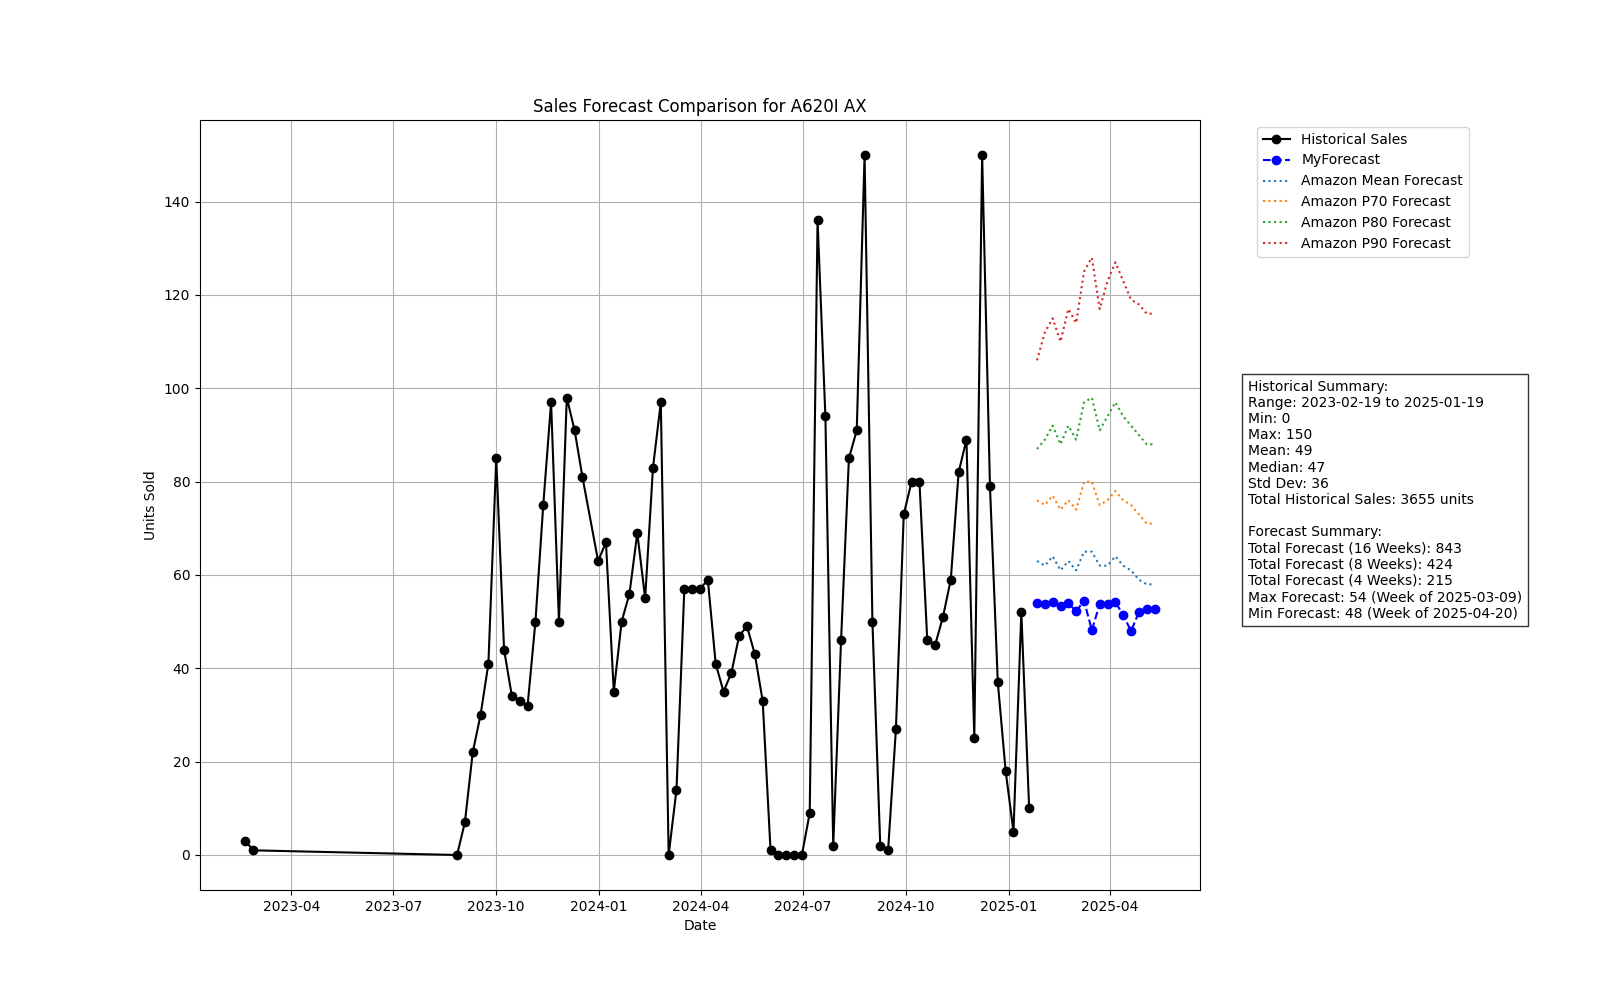 Sales Forecast Comparison for A620I AX
Units Sold
140
120
100
80
60
40
20
0
2023-04
2023-07
2023-10
2024-01
2024-04
2024-07
2024-10
2025-01
2025-04
Date
Historical Sales
MyForecast
Amazon Mean Forecast
Amazon P70 Forecast
Amazon P80 Forecast
Amazon P90 Forecast
Historical Summary:
Range: 2023-02-19 to 2025-01-19
Min: 0
Max: 150
Mean: 49
Median: 47
Std Dev: 36
Total Historical Sales: 3655 units
Forecast Summary:
Total Forecast (16 Weeks): 843
Total Forecast (8 Weeks): 424
Total Forecast (4 Weeks): 215
Max Forecast: 54 (Week of 2025-03-09)
Min Forecast: 48 (Week of 2025-04-20)